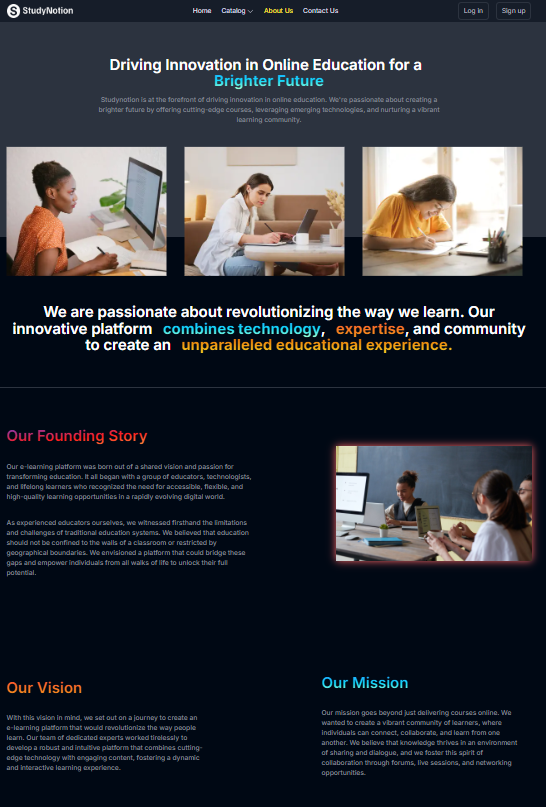 StudyNotion
Home Catalog About Us Contact Us
Log in Sign up
Driving Innovation in Online Education for a
Brighter Future
Studynotion is at the forefront of driving innovation in online education. We're passionate about creating a
brighter future by offering cutting-edge courses, leveraging emerging technologies, and nurturing a vibrant
learning community.
We are passionate about revolutionizing the way we learn. Our
innovative platform combines technology, expertise, and community
to create an unparalleled educational experience.
Our Founding Story
Our e-learning platform was born out of a shared vision and passion for
transforming education. It all began with a group of educators, technologists,
and lifelong learners who recognized the need for accessible, flexible, and
high-quality learning opportunities in a rapidly evolving digital world.
As experienced educators ourselves, we witnessed firsthand the limitations
and challenges of traditional education systems. We believed that education
should not be confined to the walls of a classroom or restricted by
geographical boundaries. We envisioned a platform that could bridge these
gaps and empower individuals from all walks of life to unlock their full
potential.
Our Vision
With this vision in mind, we set out on a journey to create an
e-learning platform that would revolutionize the way people
learn. Our team of dedicated experts worked tirelessly to
develop a robust and intuitive platform that combines cutting-
edge technology with engaging content, fostering a dynamic
and interactive learning experience.
Our Mission
Our mission goes beyond just delivering courses online. We
wanted to create a vibrant community of learners, where
individuals can connect, collaborate, and learn from one
another. We believe that knowledge thrives in an environment
of sharing and dialogue, and we foster this spirit of
collaboration through forums, live sessions, and networking
opportunities.